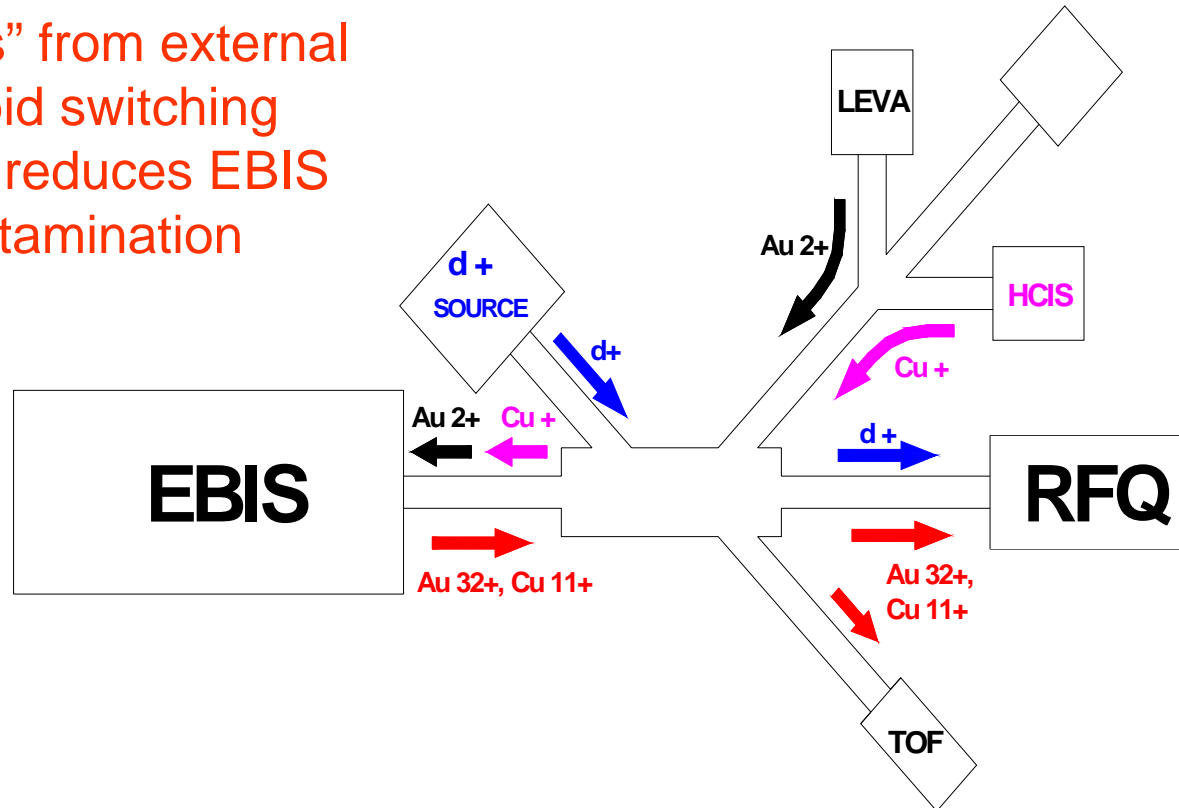 s” from external
oid switching
reduces EBIS
tamination
LEVA
Au 2+
d +
SOURCE
HCIS
d+
Cu +
Au 2+
Cu +
d +
EBIS
RFQ
Au 32+, Cu 11+
Au 32+,
Cu 11+
TOF